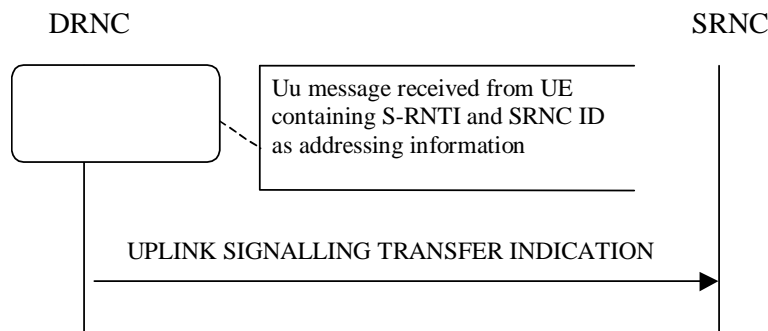 DRNC
SRNC
Uu message received from UE
containing S-RNTI and SRNC ID
as addressing information
UPLINK SIGNALLING TRANSFER INDICATION